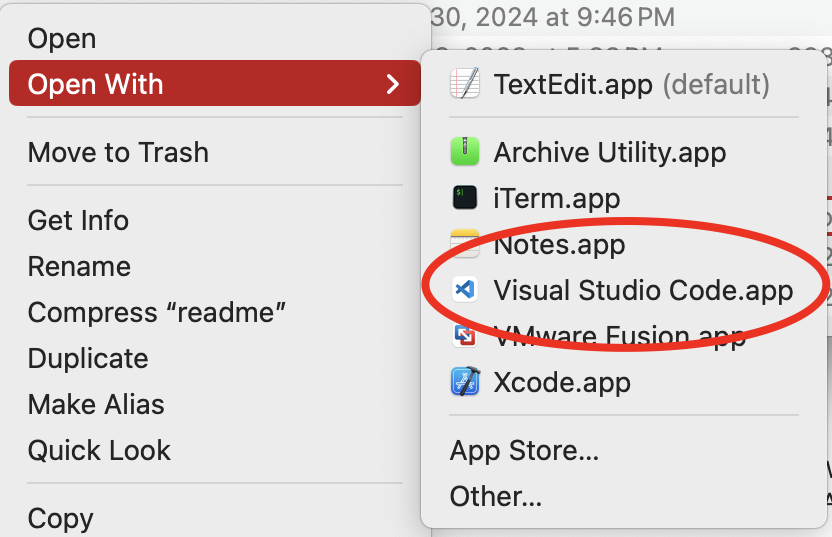 30, 2024 at 9:46 PM
Open
Open With
Move to Trash
Get Info
Rename
Compress “readme”
Duplicate
Make Alias
Quick Look
Copy
TextEdit.app (default)
Archive Utility.app
iTerm.app
Notes.app
Visual Studio Code.app
VMware Fusion.app
Xcode.app
App Store...
Other...